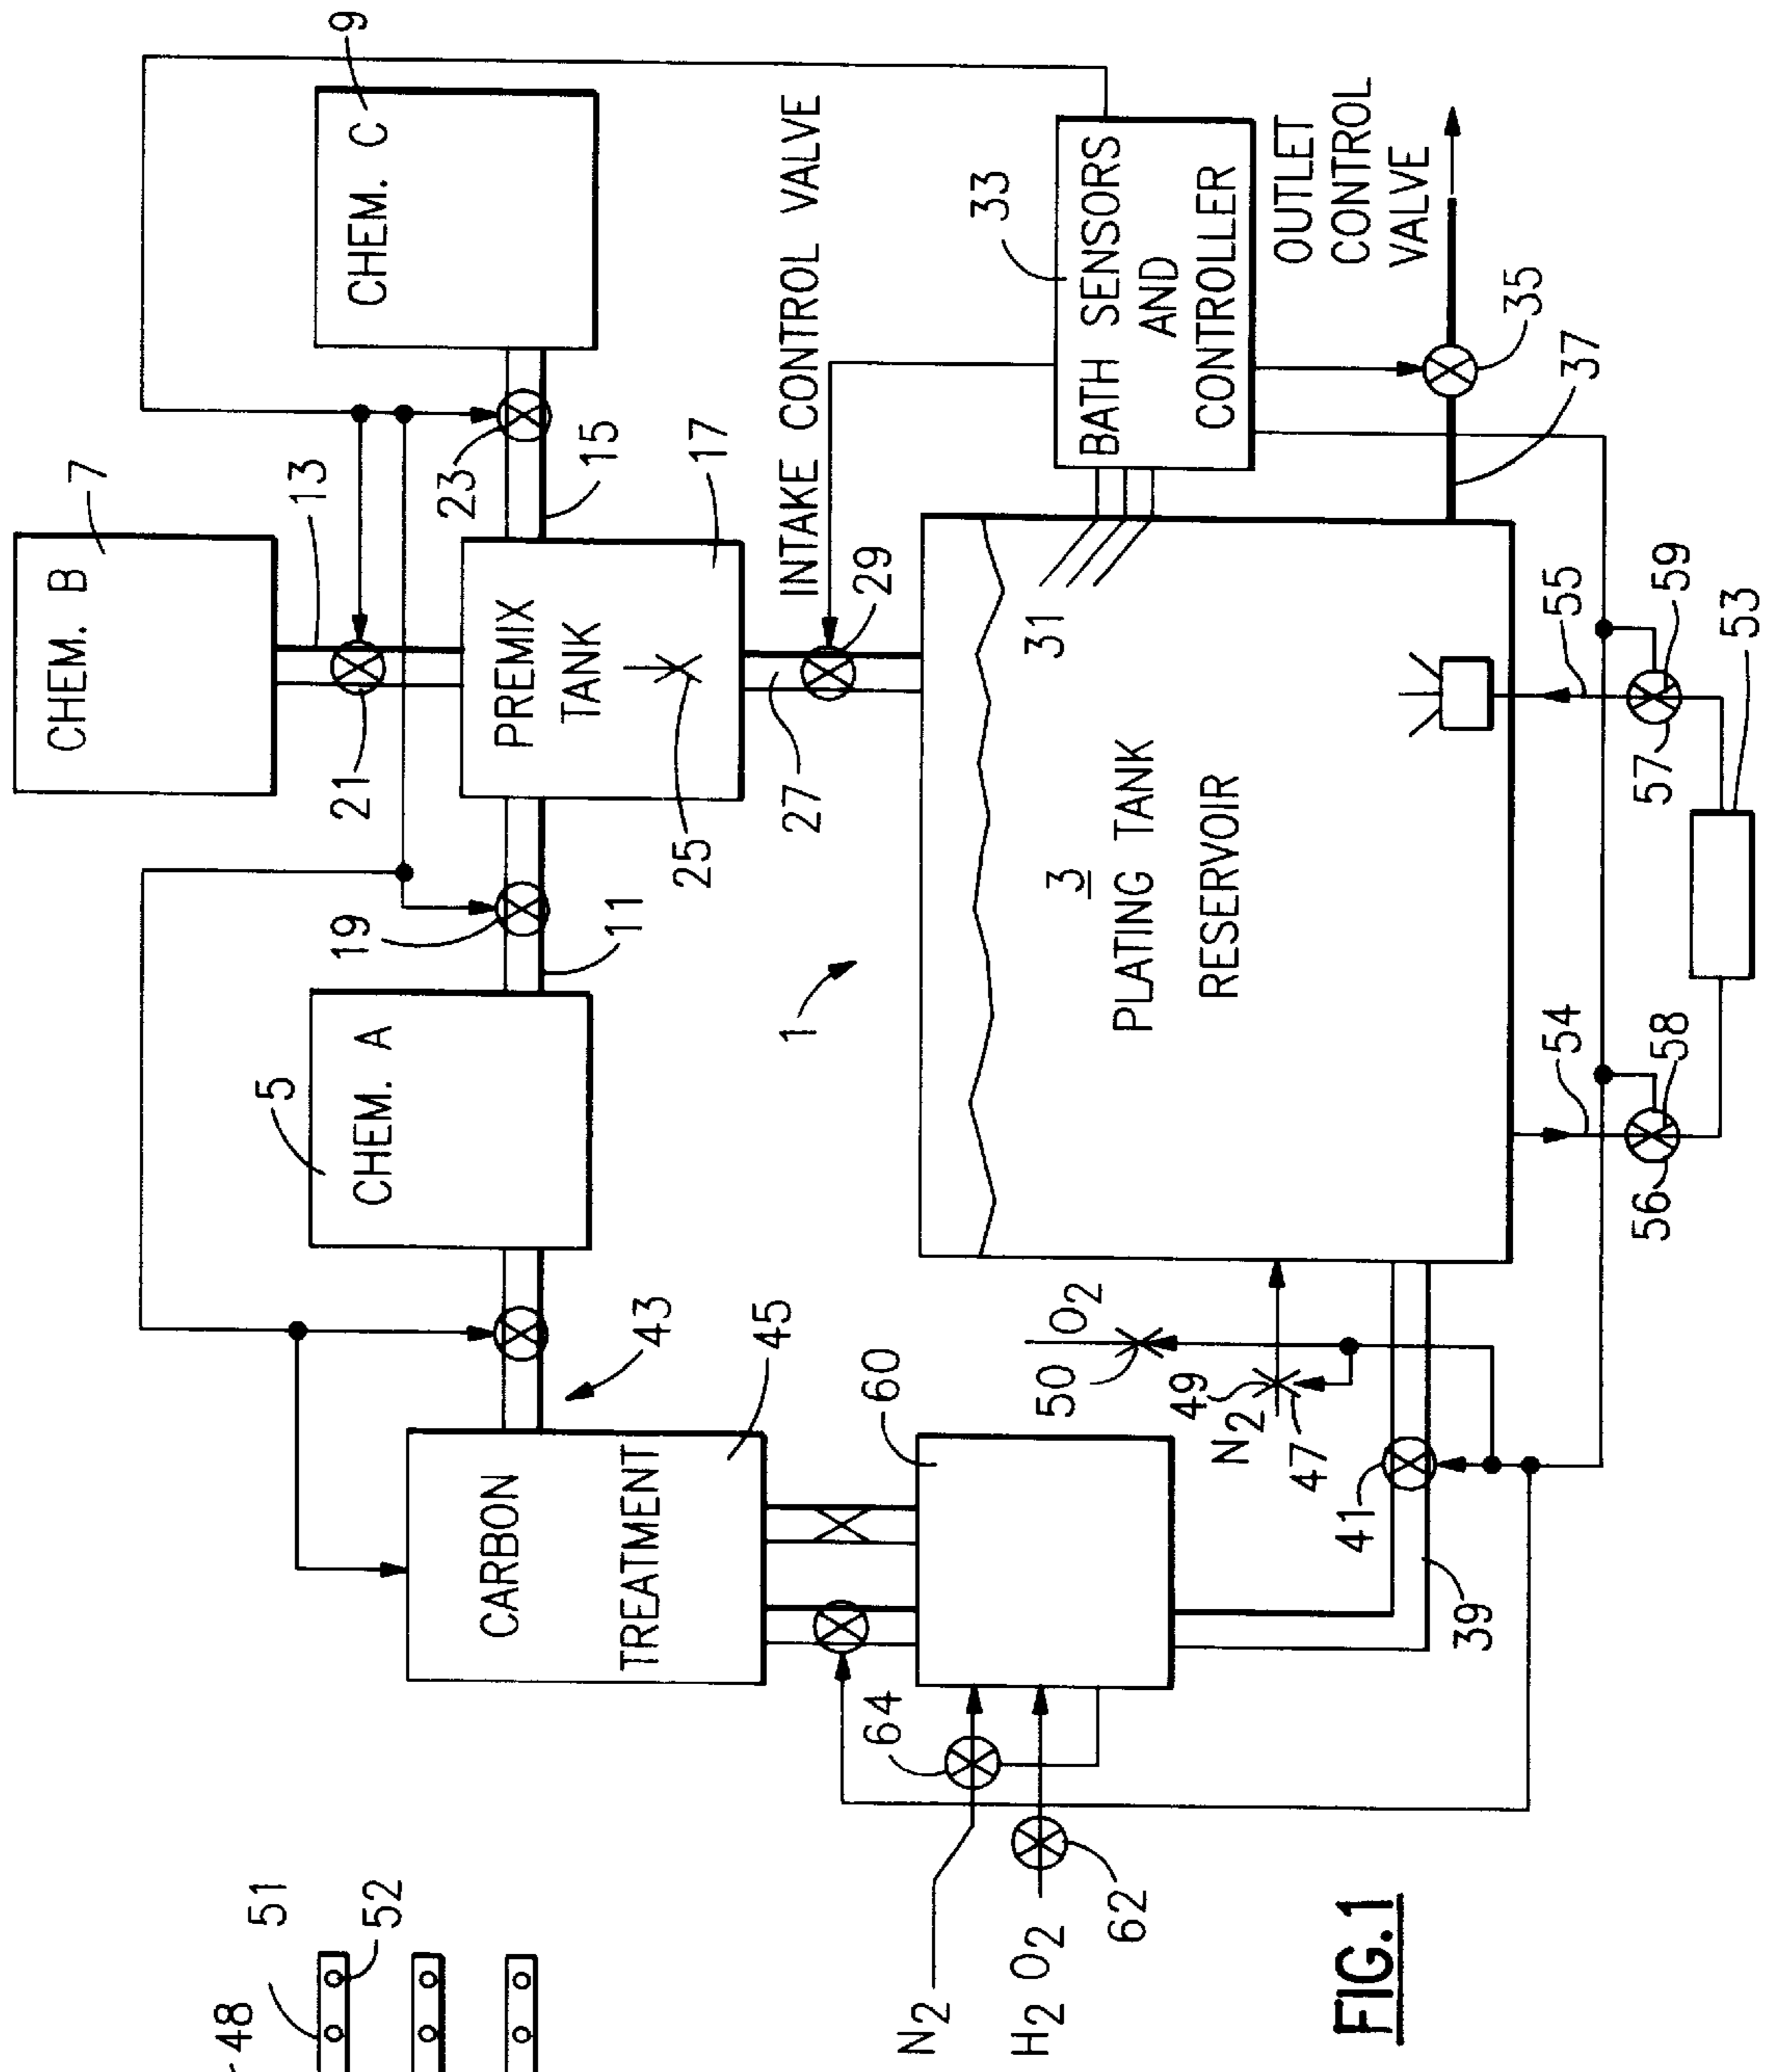 CHEM. B
7
CHEM. C
9
13
21
23
15
PREMIX
TANK
17
25
19
11
CHEM. A
5
INTAKE CONTROL VALVE
27
29
33
BATH SENSORS
AND
CONTROLLER
OUTLET
CONTROL
VALVE
35
37
31
1
3
PLATING TANK
RESERVOIR
43
45
CARBON
TREATMENT
60
O2
50
49
N2
47
41
39
54
55
56
58
57
59
53
64
62
N2
H2 O2
48
51
52
FIG.1